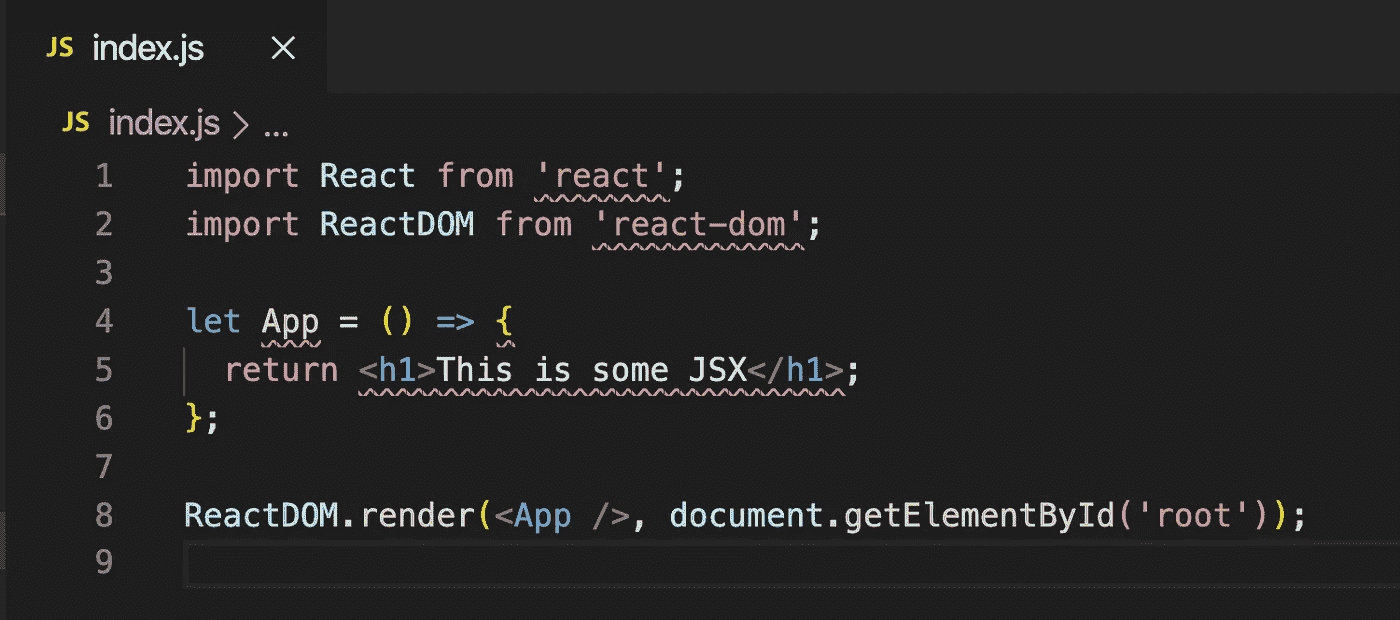 JS index.js ×
JS index.js > ...
1 import React from 'react';
2 import ReactDOM from 'react-dom';
3
4 let App = () => {
5   return <h1>This is some JSX</h1>;
6 };
7
8 ReactDOM.render(<App />, document.getElementById('root'));
9